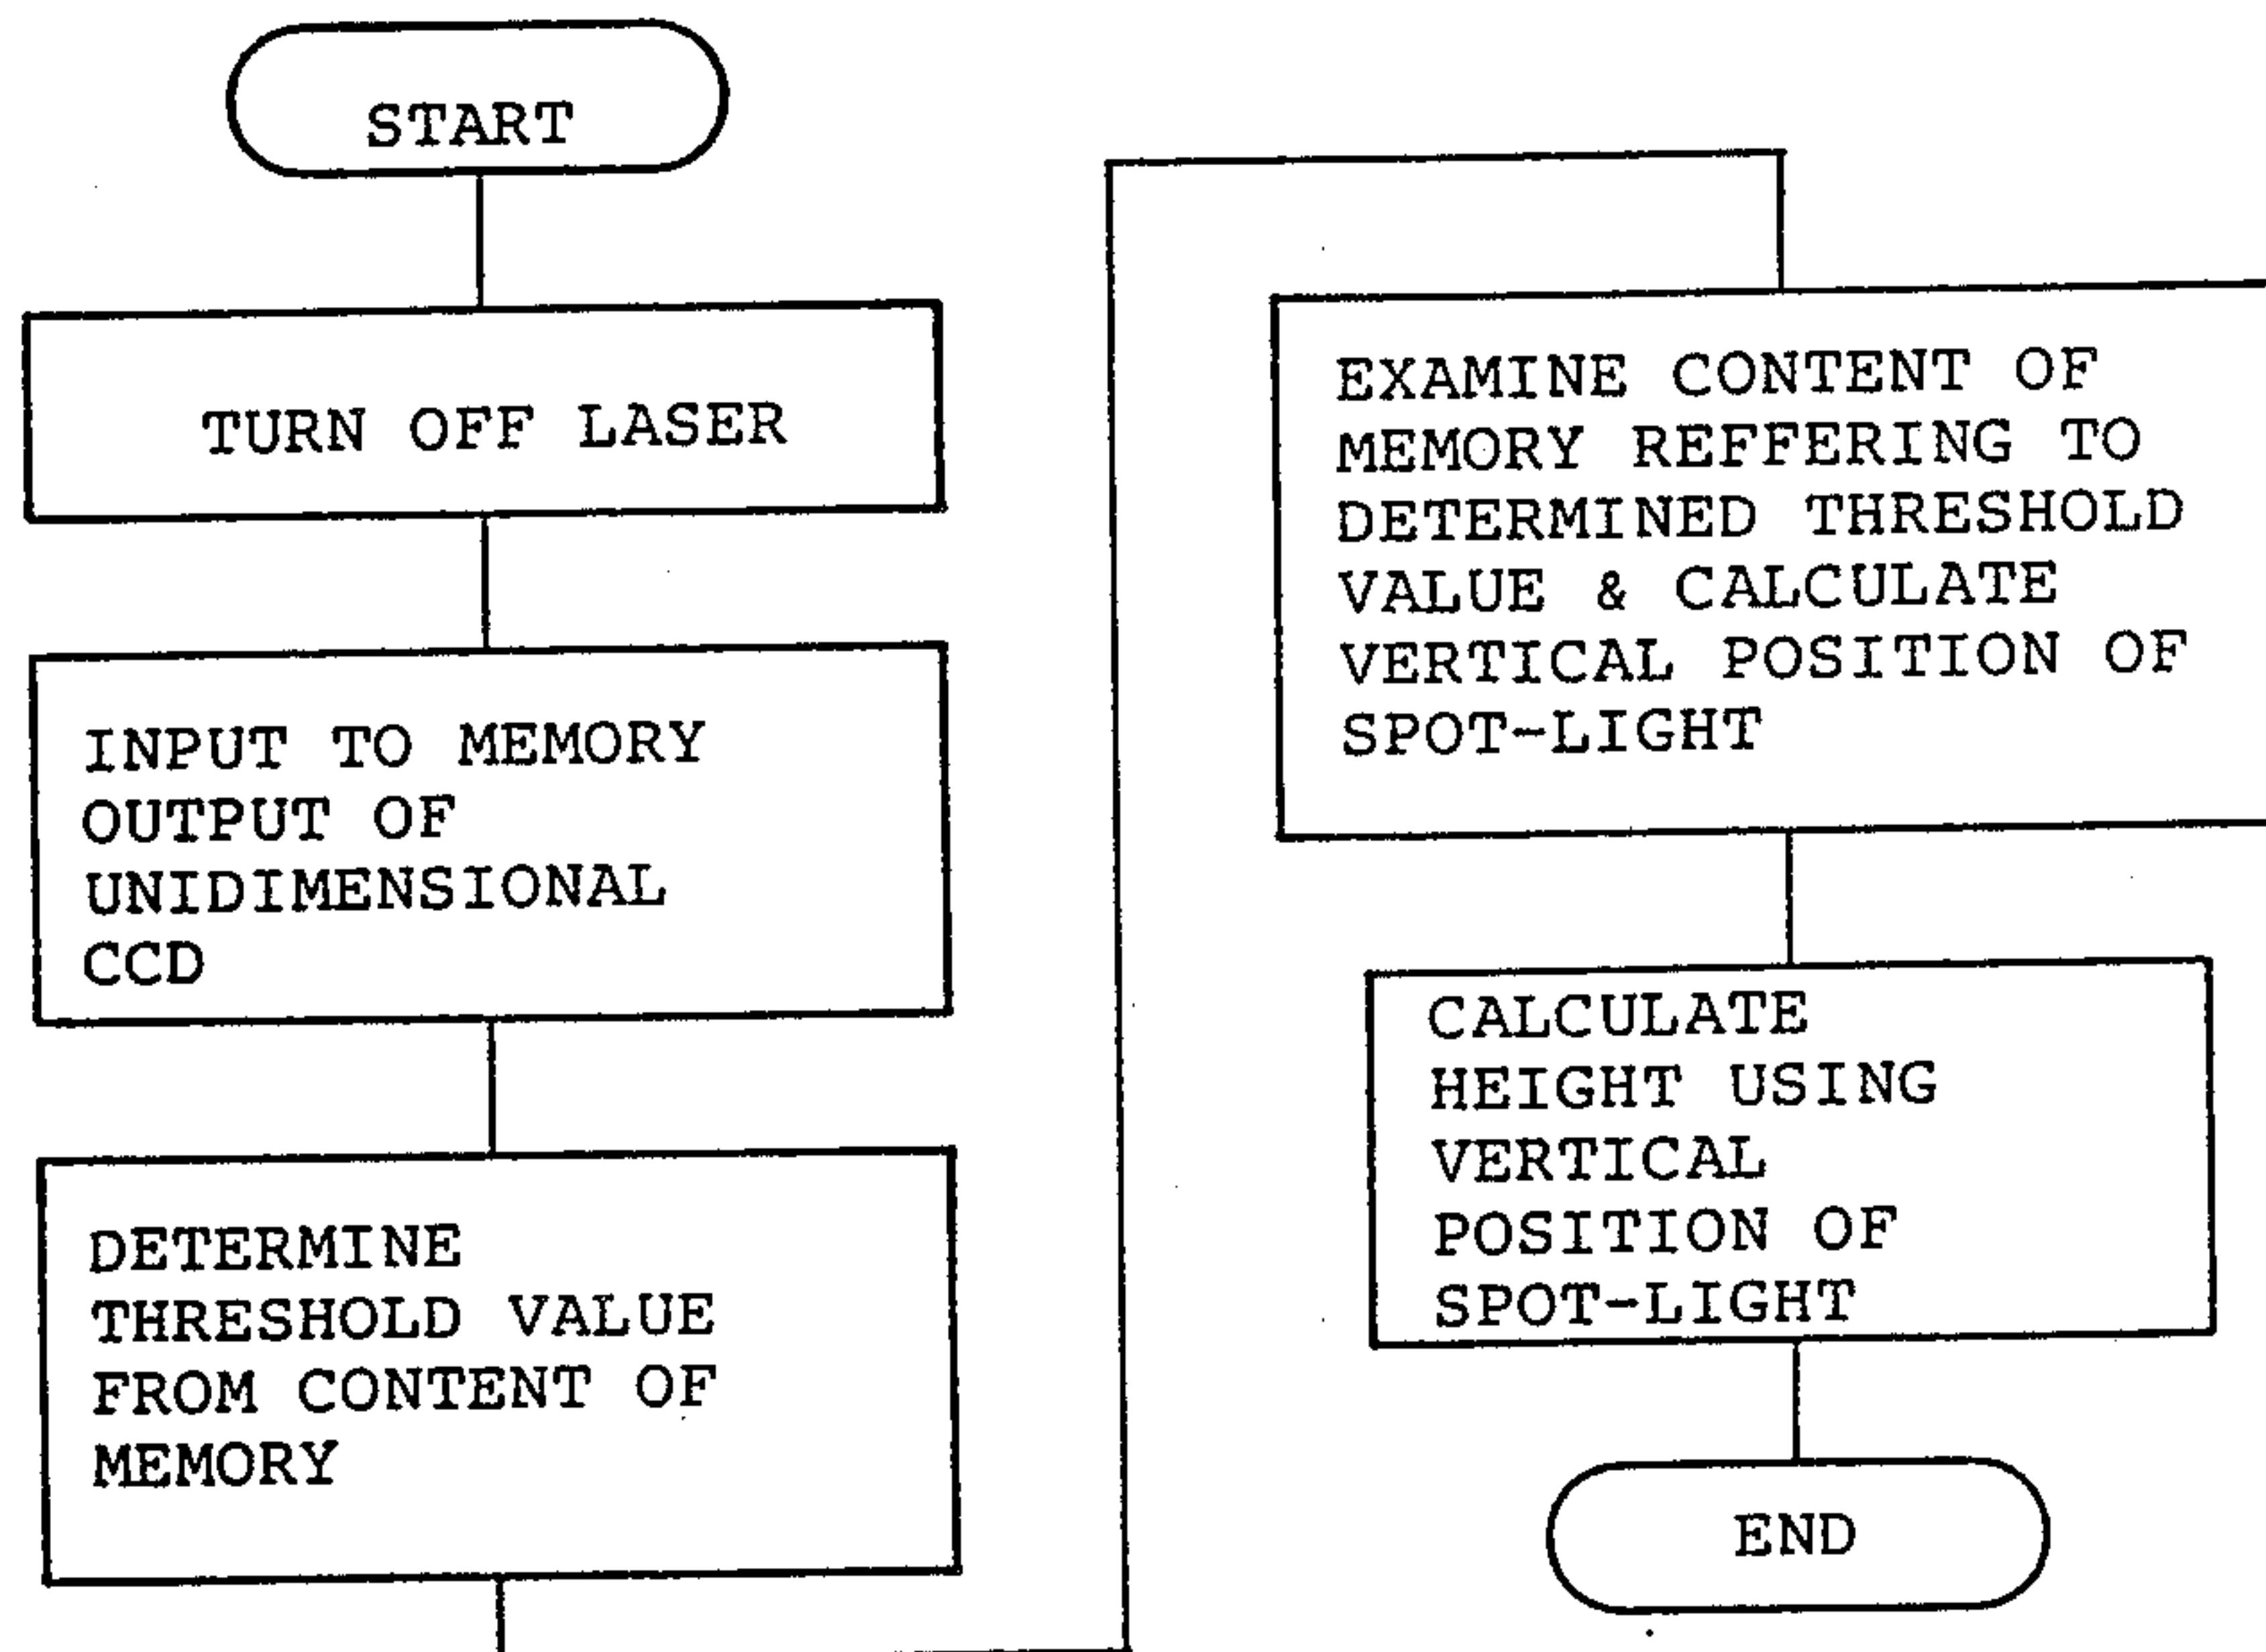 START
TURN OFF LASER
INPUT TO MEMORY
OUTPUT OF
UNIDIMENSIONAL
CCD
DETERMINE
THRESHOLD VALUE
FROM CONTENT OF
MEMORY
EXAMINE CONTENT OF
MEMORY REFFERING TO
DETERMINED THRESHOLD
VALUE & CALCULATE
VERTICAL POSITION OF
SPOT-LIGHT
CALCULATE
HEIGHT USING
VERTICAL
POSITION OF
SPOT-LIGHT
END